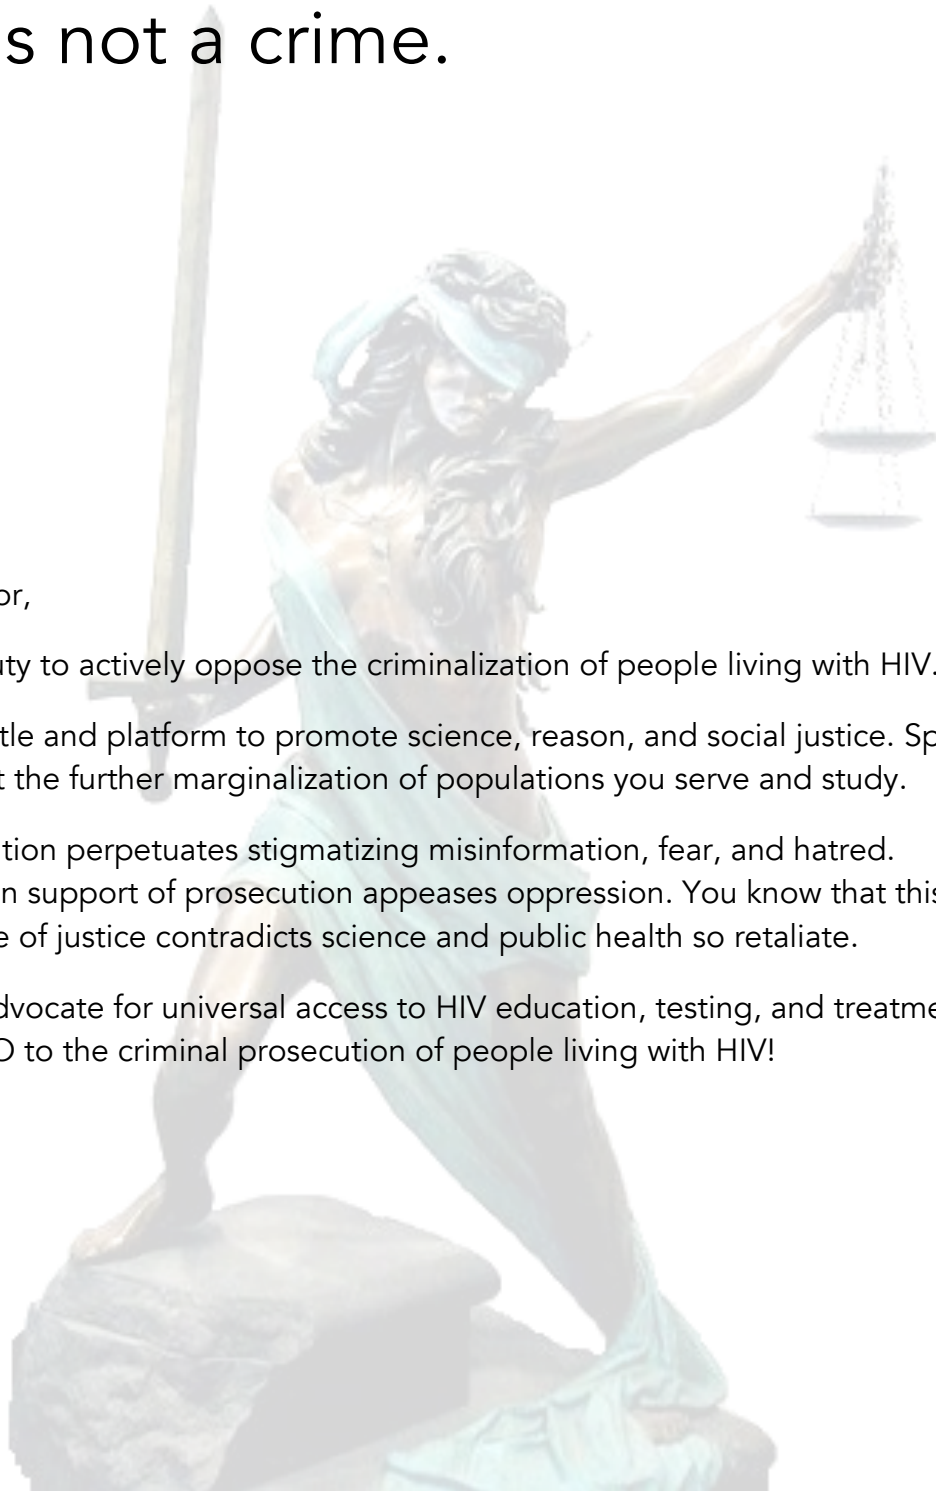 s not a crime.
or,
uty to actively oppose the criminalization of people living with HIV.
tle and platform to promote science, reason, and social justice. Sp
t the further marginalization of populations you serve and study.
tion perpetuates stigmatizing misinformation, fear, and hatred.
n support of prosecution appeases oppression. You know that this
e of justice contradicts science and public health so retaliate.
dvocate for universal access to HIV education, testing, and treatme
O to the criminal prosecution of people living with HIV!